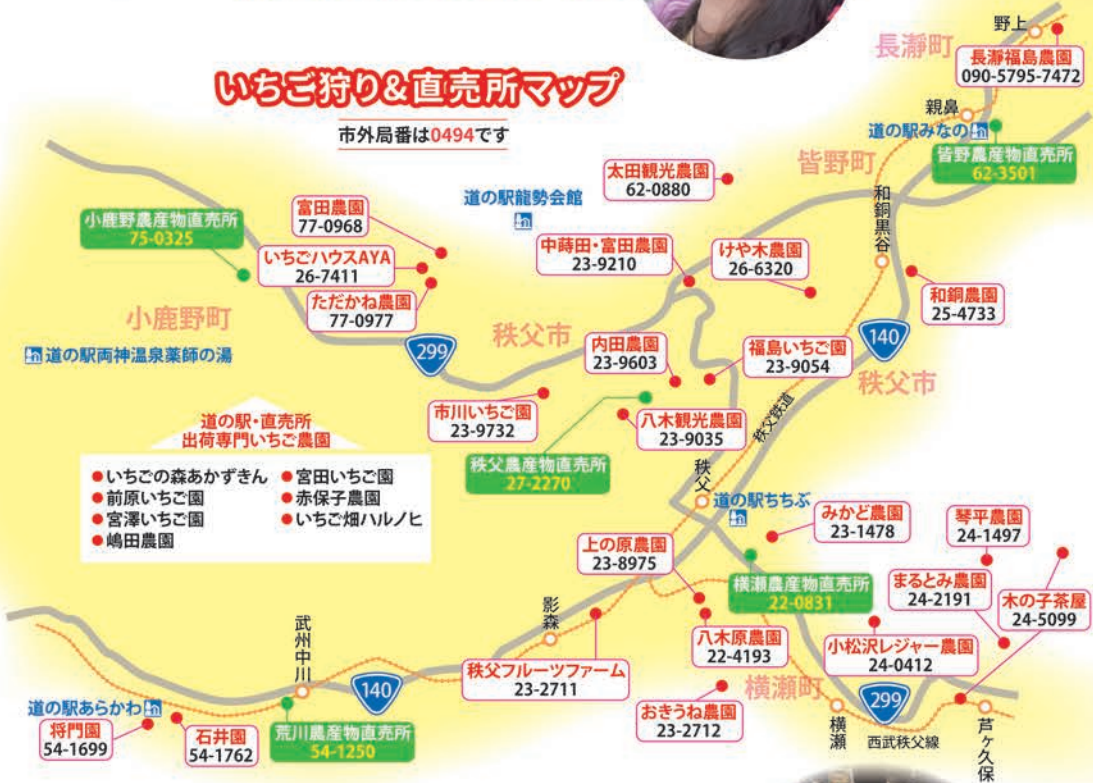 いちご狩り&直売所マップ
市外局番は0494です
野上
長瀞町
長瀞福島農園
090-5795-7472
親鼻
道の駅みなの
皆野農産物直売所
62-3501
皆野町
太田観光農園
62-0880
道の駅龍勢会館
和銅黒谷
小鹿野農産物直売所
75-0325
富田農園
77-0968
いちごハウスAYA
26-7411
ただかね農園
77-0977
中蒔田・富田農園
23-9210
けや木農園
26-6320
和銅農園
25-4733
小鹿野町
道の駅両神温泉薬師の湯
299
秩父市
内田農園
23-9603
福島いちご園
23-9054
140
秩父市
市川いちご園
23-9732
八木観光農園
23-9035
秩父鉄道
秩父農産物直売所
27-2270
道の駅・直売所
出荷専門いちご農園
いちごの森あかずきん
前原いちご園
宮澤いちご園
嶋田農園
宮田いちご園
赤保子農園
いちご畑ハルノヒ
秩父
道の駅ちちぶ
みかど農園
23-1478
琴平農園
24-1497
上の原農園
23-8975
横瀬農産物直売所
22-0831
まるとみ農園
24-2191
木の子茶屋
24-5099
影森
武州中川
八木原農園
22-4193
小松沢レジャー農園
24-0412
秩父フルーツファーム
23-2711
横瀬町
140
299
道の駅あらかわ
将門園
54-1699
石井園
54-1762
荒川農産物直売所
54-1250
おきうね農園
23-2712
横瀬
西武秩父線
芦ヶ久保